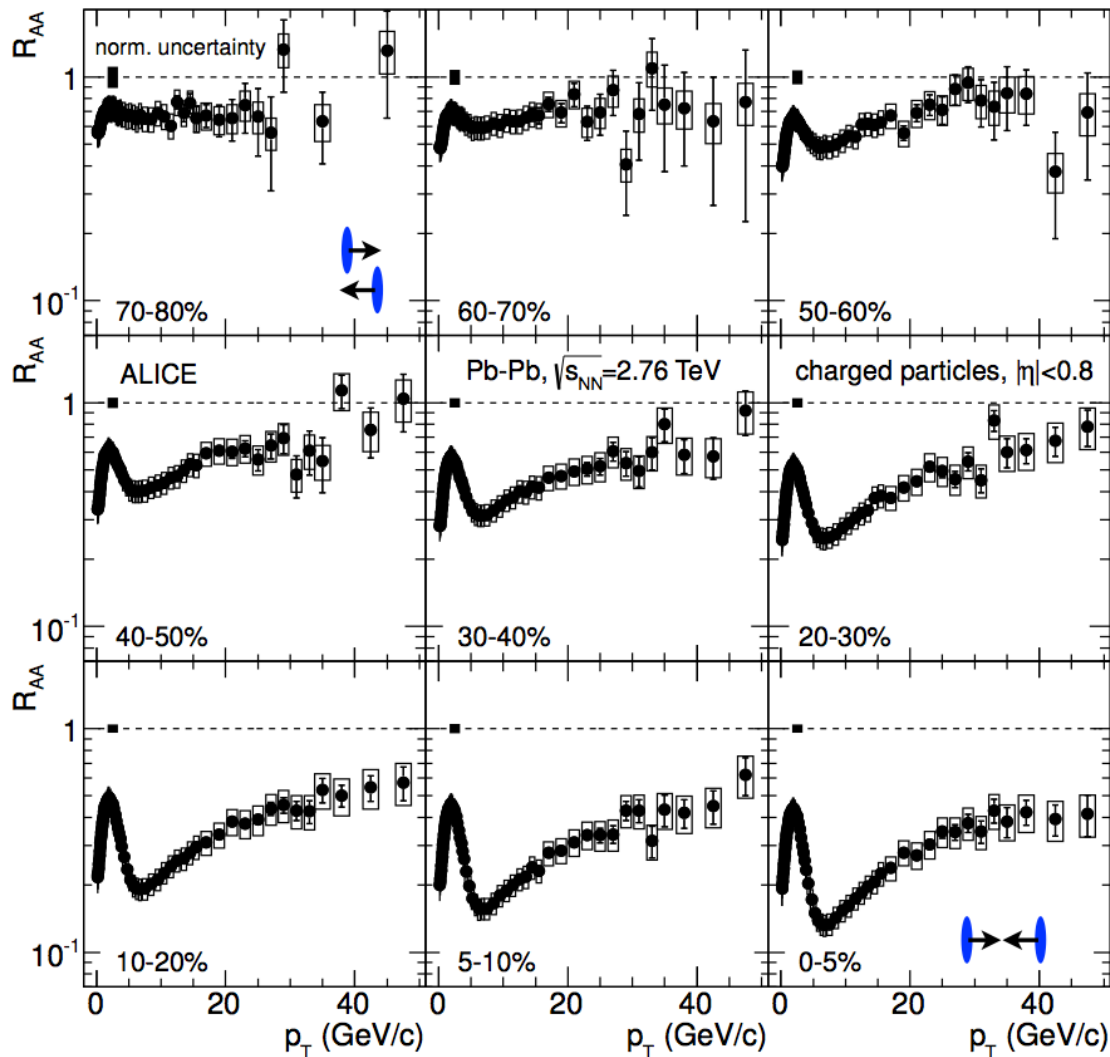 R_AA
norm. uncertainty
1
10^-1
70-80%
60-70%
50-60%
R_AA
ALICE
Pb-Pb, √s_NN=2.76 TeV
charged particles, |η|<0.8
1
10^-1
40-50%
30-40%
20-30%
R_AA
1
10^-1
10-20%
5-10%
0-5%
0 20 40 0 20 40 0 20 40
p_T (GeV/c) p_T (GeV/c) p_T (GeV/c)